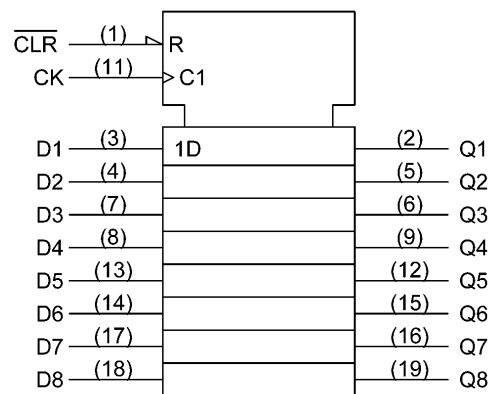 CLR (1) R
CK (11) C1
D1 (3) 1D (2) Q1
D2 (4) (5) Q2
D3 (7) (6) Q3
D4 (8) (9) Q4
D5 (13) (12) Q5
D6 (14) (15) Q6
D7 (17) (16) Q7
D8 (18) (19) Q8